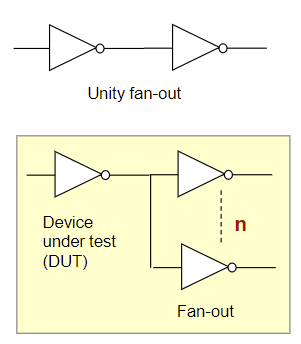 Unity fan-out
Device
under test
(DUT)
n
Fan-out